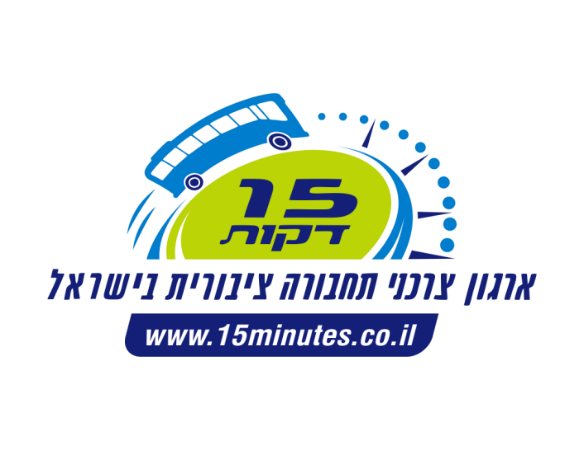 15
דקות
ארגון צרכני תחבורה ציבורית בישראל
www.15minutes.co.il